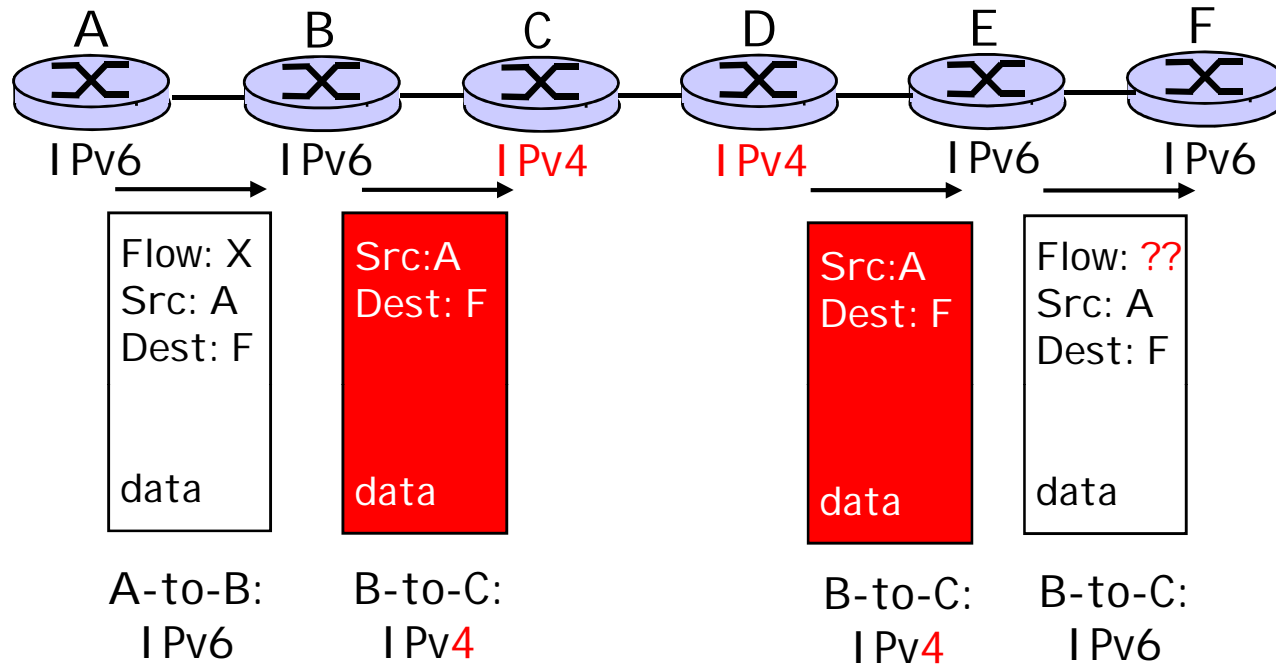 A B C D E F
IPv6 IPv6 IPv4 IPv4 IPv6 IPv6
Flow: X
Src: A
Dest: F
data
Src:A
Dest: F
data
Src:A
Dest: F
data
Flow: ??
Src: A
Dest: F
data
A-to-B:
IPv6
B-to-C:
IPv4
B-to-C:
IPv4
B-to-C:
IPv6